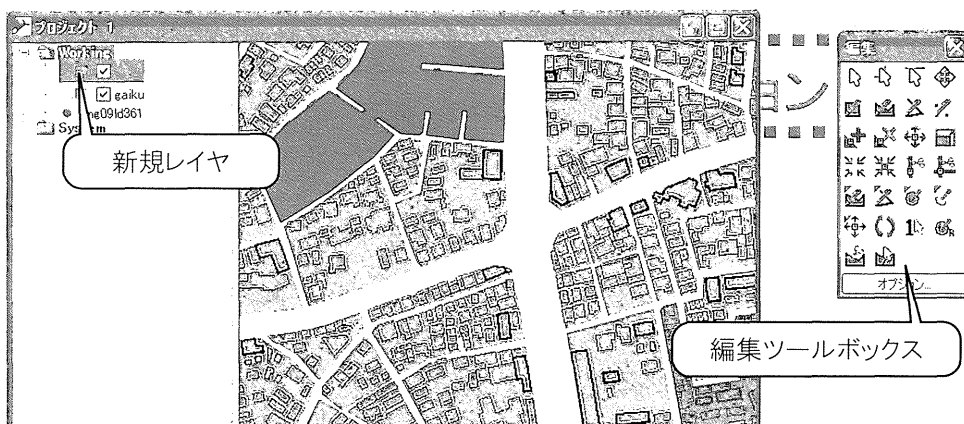 プロジェクト 1
Working
gaiku
System
新規レイヤ
編集
オプション...
編集ツールボックス